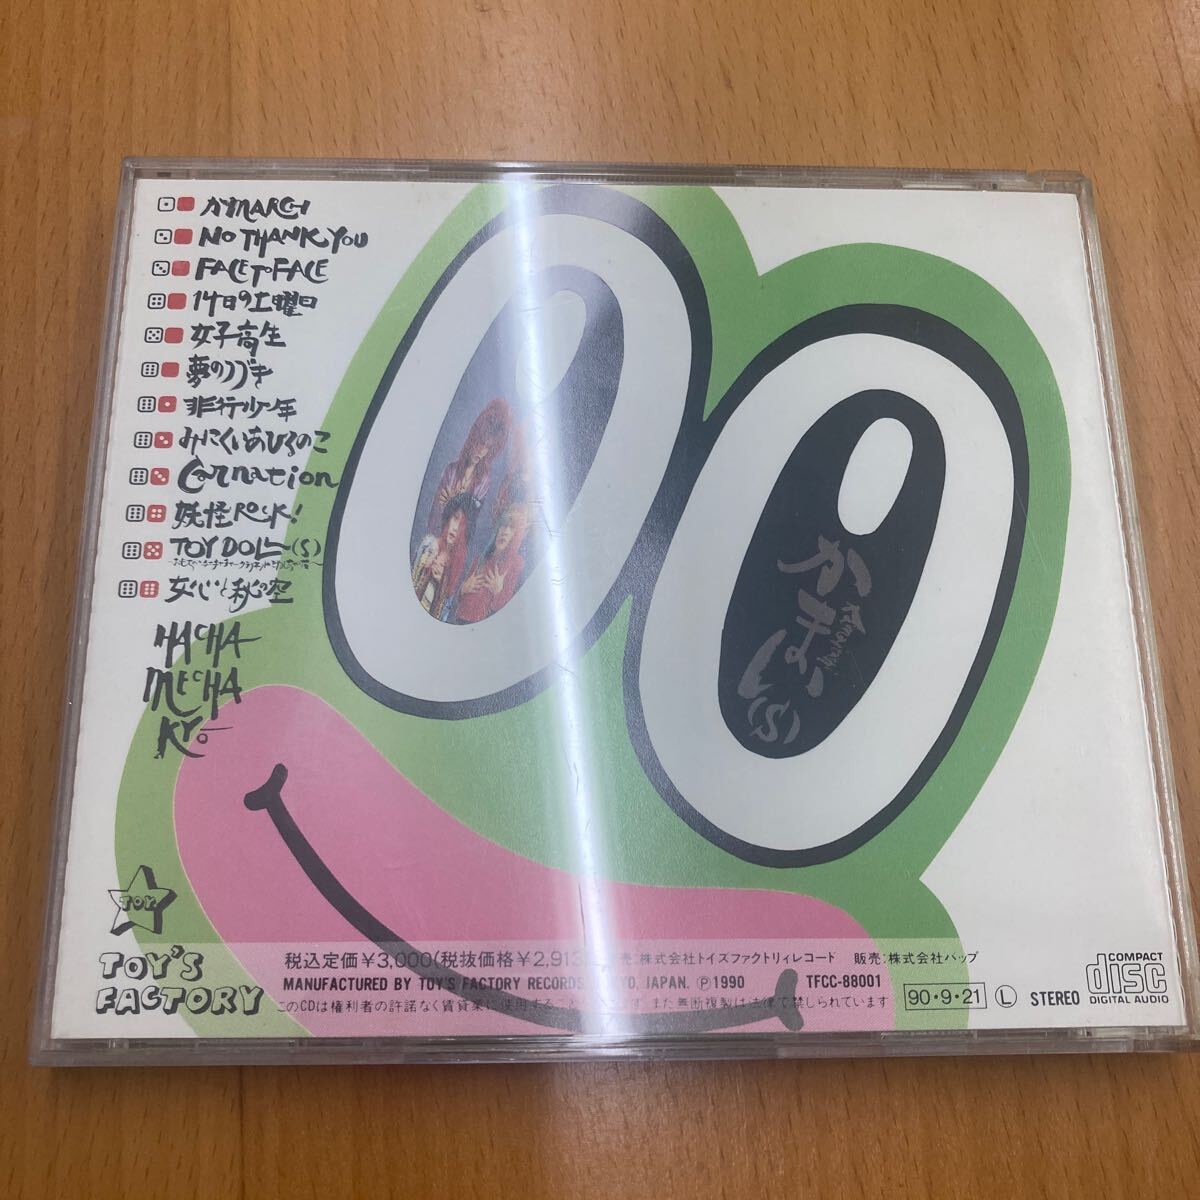 かMARCH
NO THANK YOU
FACE TO FACE
14日の土曜日
女子高生
夢のつづき
非行少年
みにくいあひるのこ
Carnation
妖怪ROCK!
TOY DOLL(S)
女心と秋の空
HACHA
MECHA
KYO
かまいたち
TOY
TOY'S
FACTORY
税込定価¥3,000(税抜価格¥2,913) 株式会社トイズファクトリィレコード 販売:株式会社バップ
MANUFACTURED BY TOY'S FACTORY RECORDS, TOKYO, JAPAN. Ⓟ1990 TFCC-88001
このCDは権利者の許諾なく賃貸業に使用すること また無断複製は法律で禁じられています
90・9・21 Ⓛ STEREO
COMPACT
disc
DIGITAL AUDIO